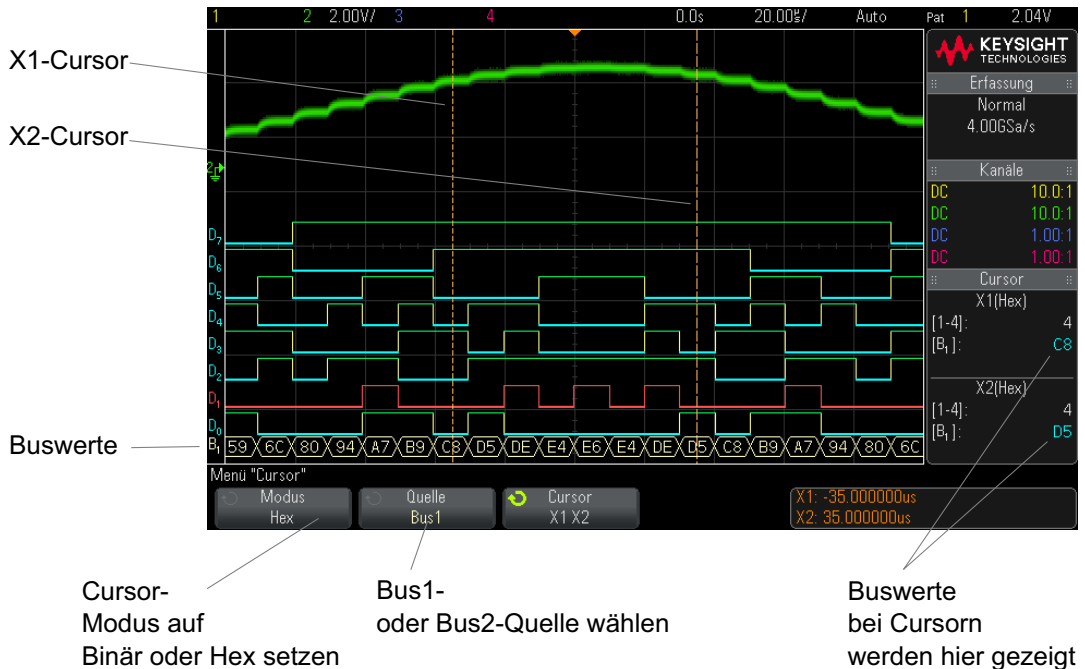 1 2 2.00V/ 3 4 0.0s 20.00µs/ Auto Pat 1 2.04V
X1-Cursor
X2-Cursor
KEYSIGHT
TECHNOLOGIES
Erfassung
Normal
4.00GSa/s
Kanäle
DC 10.0:1
DC 10.0:1
DC 1.00:1
DC 1.00:1
Cursor
X1(Hex)
[1-4]: 4
[B1]: C8
X2(Hex)
[1-4]: 4
[B1]: D5
2
D7
D6
D5
D4
D3
D2
D1
D0
Buswerte
B1 59 6C 80 94 A7 B9 C8 D5 DE E4 E6 E4 DE D5 C8 B9 A7 94 80 6C
Menü "Cursor"
Modus
Hex
Quelle
Bus1
Cursor
X1 X2
X1: -35.000000us
X2: 35.000000us
Cursor-
Modus auf
Binär oder Hex setzen
Bus1-
oder Bus2-Quelle wählen
Buswerte
bei Cursorn
werden hier gezeigt